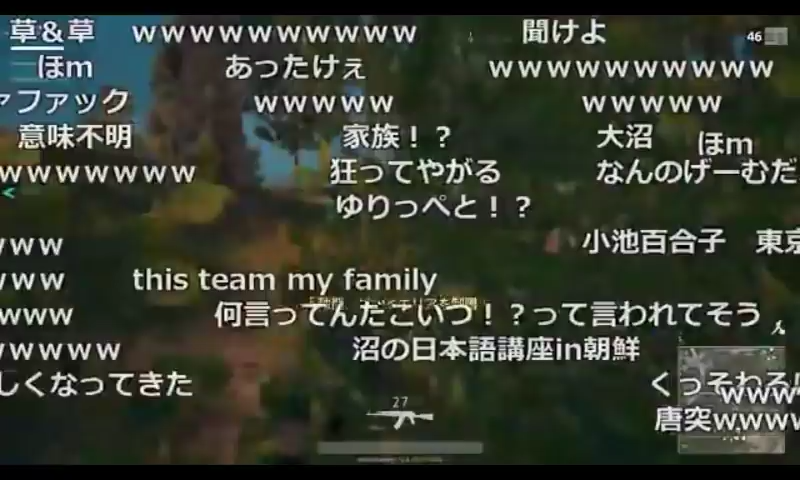 草&草 wwwwwwwwwww 聞けよ 46
ほm あったけぇ wwwwwwwwwww
ァファック wwwww wwwww
意味不明 家族！？ 大沼 ほm
wwwwwwww 狂ってやがる なんのげーむだ
ゆりっぺと！？
www 小池百合子 東京
www this team my family
wwww 何言ってんだこいつ！？って言われてそう
wwwww 沼の日本語講座in朝鮮
しくなってきた くっそわろ
www
27 唐突wwww